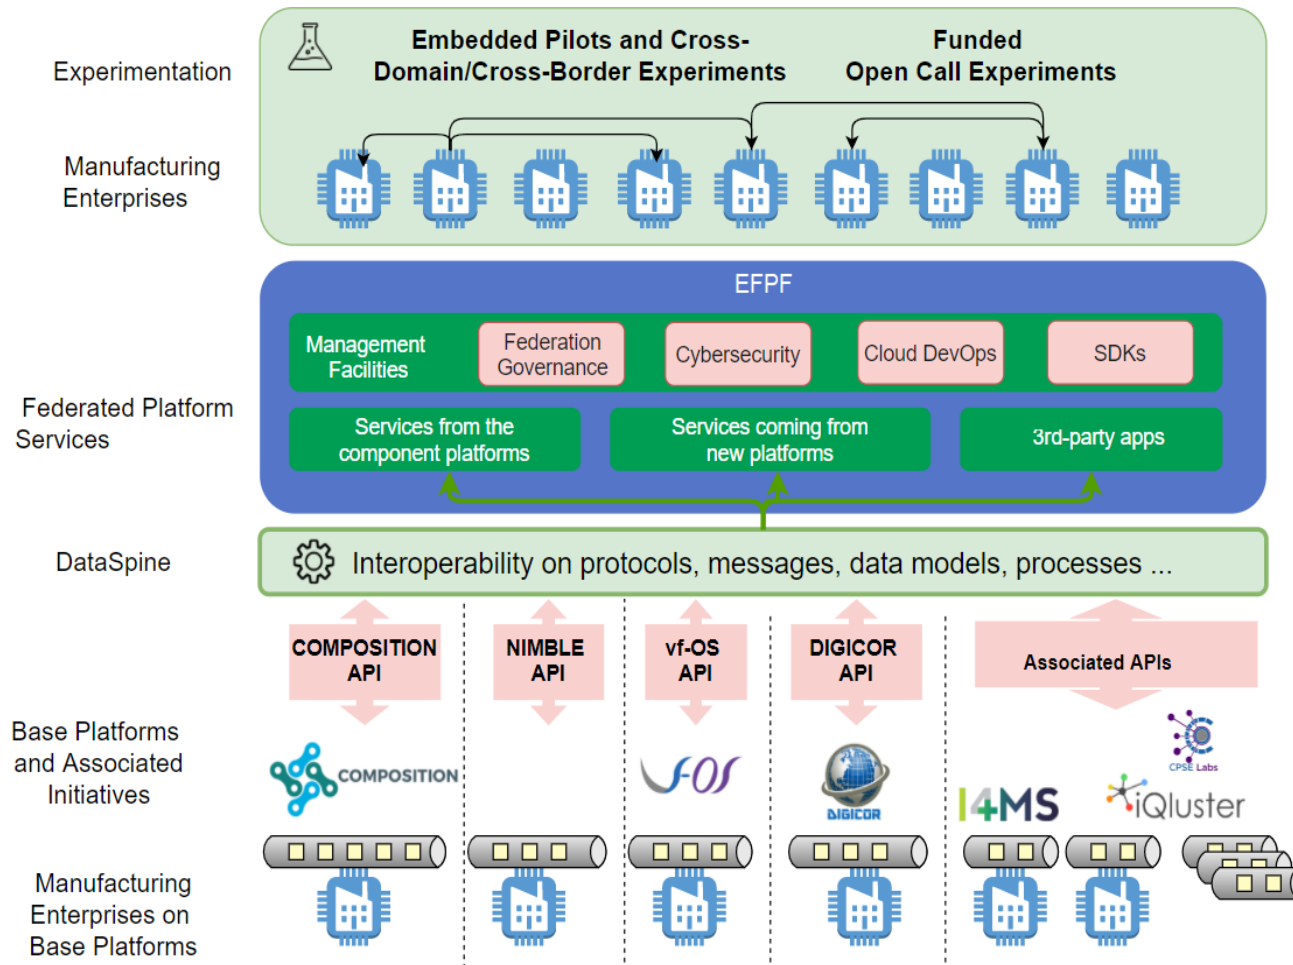 Experimentation
Embedded Pilots and Cross-
Domain/Cross-Border Experiments
Funded
Open Call Experiments
Manufacturing
Enterprises
EFPF
Management
Facilities
Federation
Governance
Cybersecurity
Cloud DevOps
SDKs
Federated Platform
Services
Services from the
component platforms
Services coming from
new platforms
3rd-party apps
DataSpine
Interoperability on protocols, messages, data models, processes ...
COMPOSITION
API
NIMBLE
API
vf-OS
API
DIGICOR
API
Associated APIs
Base Platforms
and Associated
Initiatives
COMPOSITION
vf-OS
DIGICOR
I4MS
CPSE Labs
iQluster
Manufacturing
Enterprises on
Base Platforms